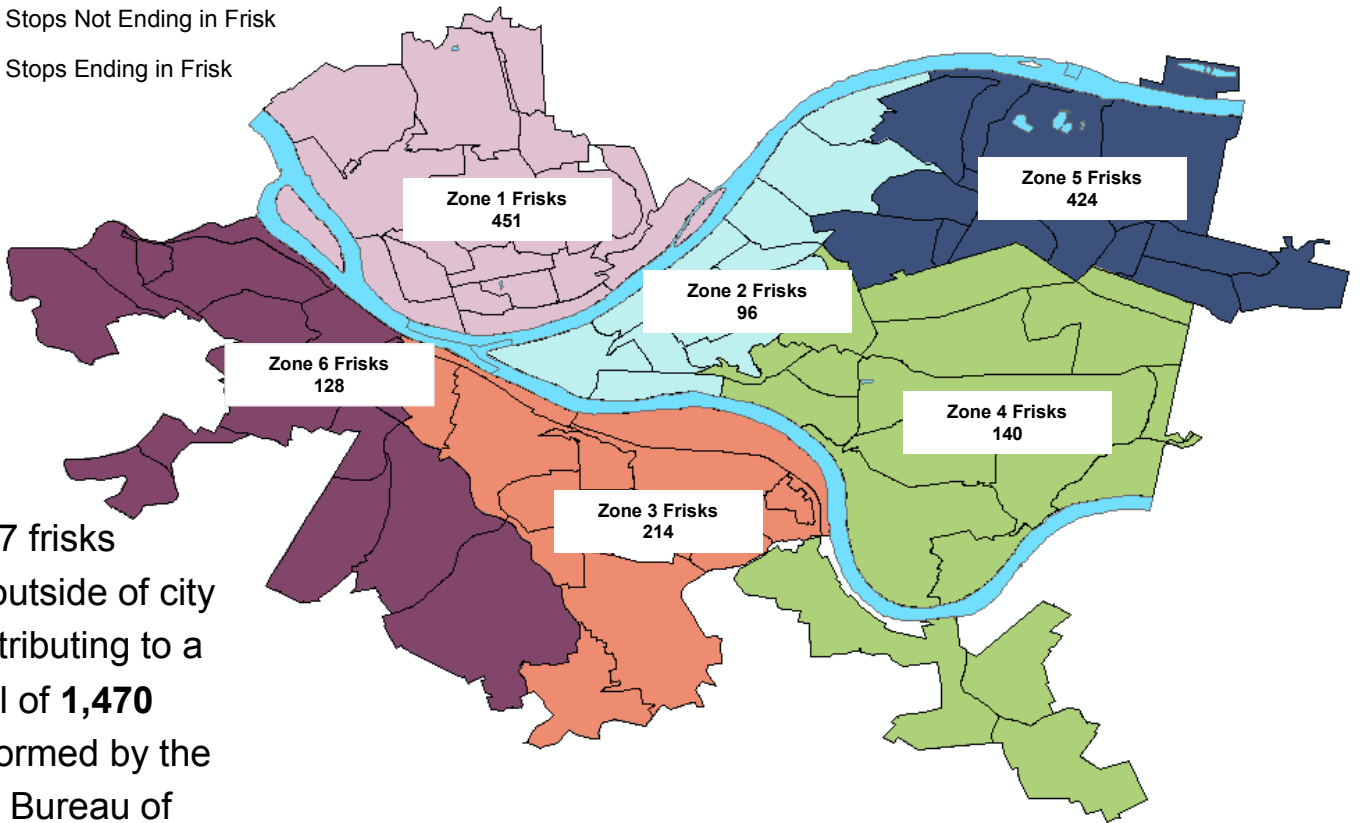 Stops Not Ending in Frisk
Stops Ending in Frisk
Zone 1 Frisks
451
Zone 5 Frisks
424
Zone 2 Frisks
96
Zone 6 Frisks
128
Zone 4 Frisks
140
Zone 3 Frisks
214
7 frisks
outside of city
tributing to a
l of 1,470
ormed by the
Bureau of